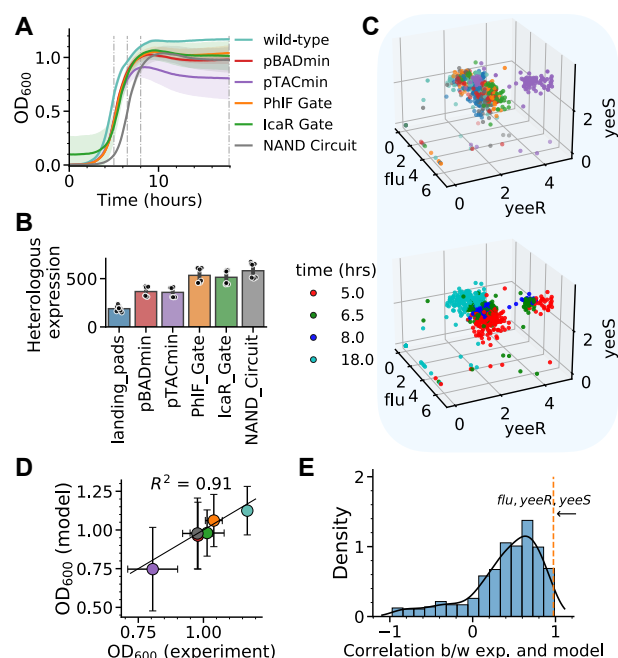 A
OD600
1.0
0.5
0.0
0
10
Time (hours)
wild-type
pBADmin
pTACmin
PhlF Gate
IcaR Gate
NAND Circuit
B
Heterologous
expression
500
0
landing_pads
pBADmin
pTACmin
PhlF_Gate
IcaR_Gate
NAND_Circuit
C
yeeS
2
0
flu
2
4
6
0
2
4
yeeR
time (hrs)
5.0
6.5
8.0
18.0
yeeS
2
0
flu
2
4
6
0
2
4
yeeR
D
R² = 0.91
OD600 (model)
1.25
1.00
0.75
0.50
0.75
1.00
OD600 (experiment)
E
flu, yeeR, yeeS
Density
1
0
−1
0
1
Correlation b/w exp. and model